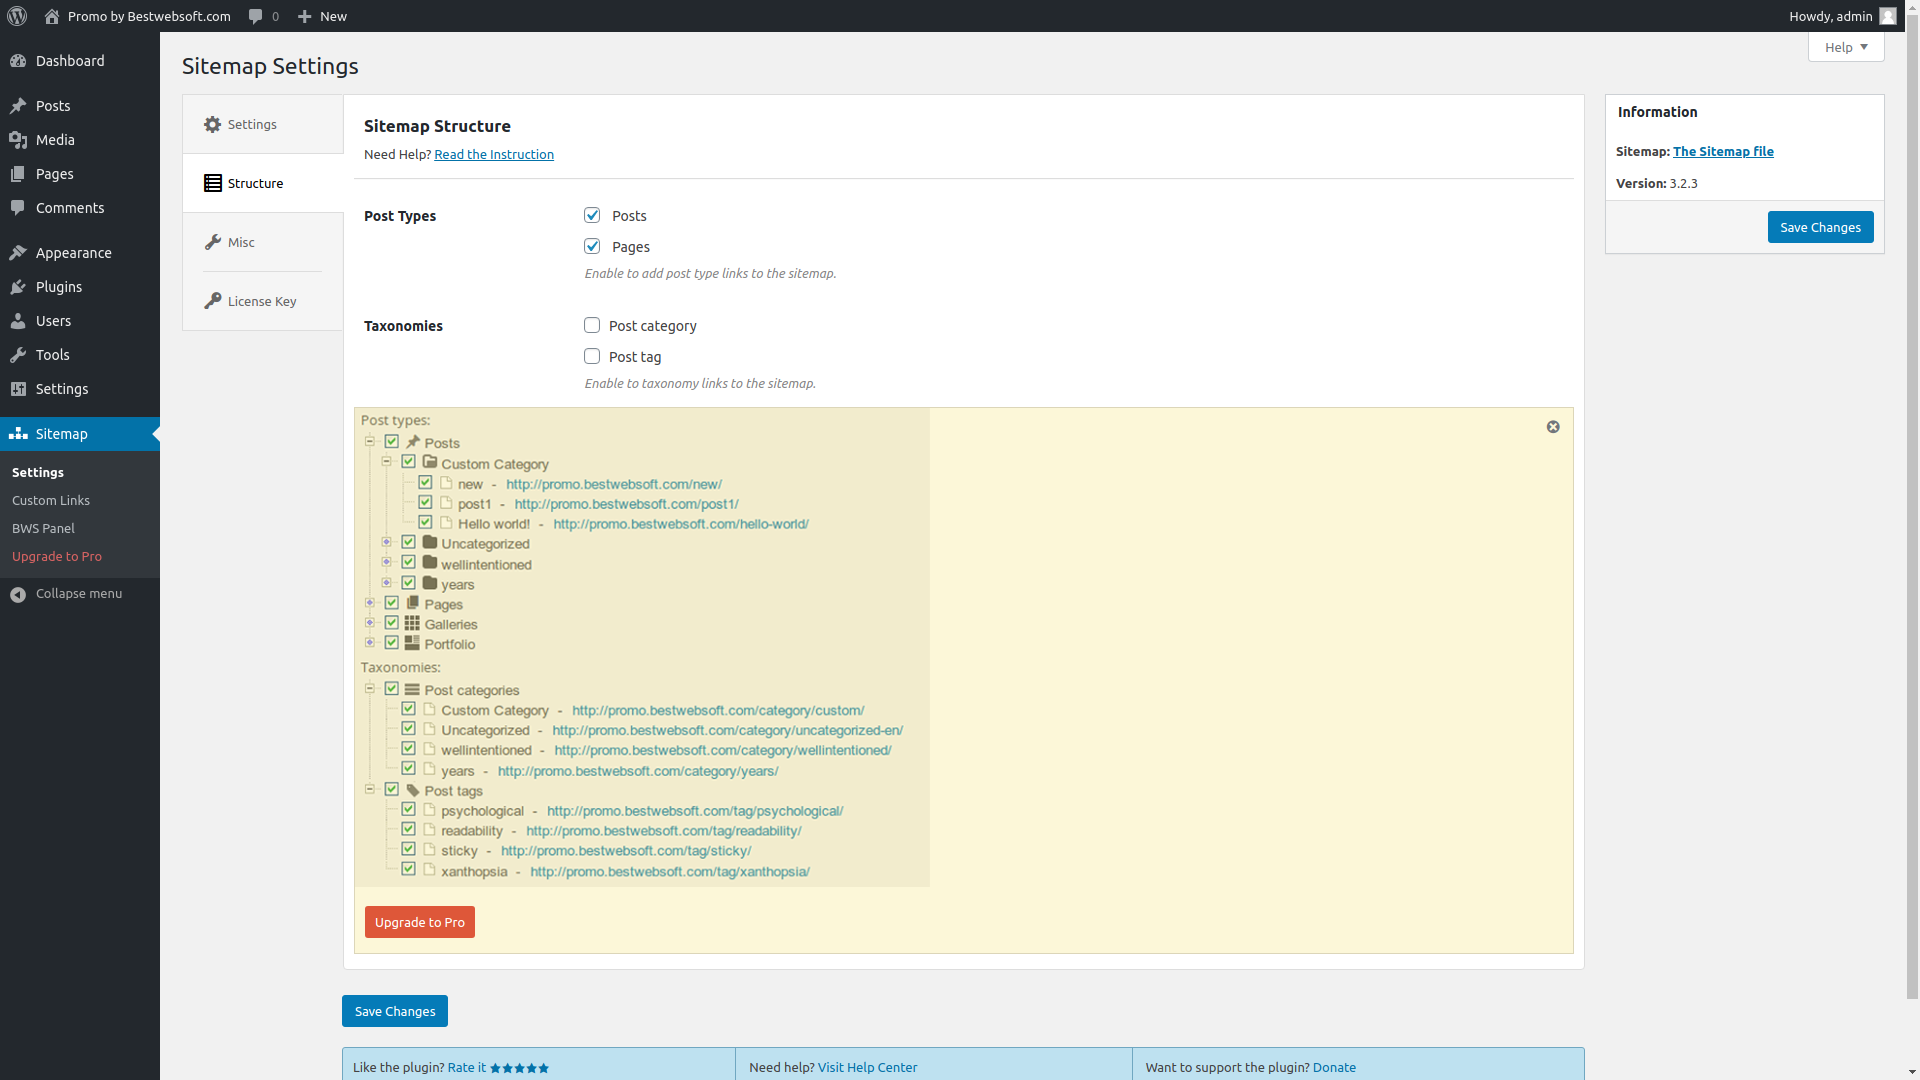 Promo by Bestwebsoft.com 0 New Howdy, admin
Dashboard
Posts
Media
Pages
Comments
Appearance
Plugins
Users
Tools
Settings
Sitemap
Settings
Custom Links
BWS Panel
Upgrade to Pro
Collapse menu
Help
Sitemap Settings
Settings
Structure
Misc
License Key
Sitemap Structure
Need Help? Read the Instruction
Post Types
Posts
Pages
Enable to add post type links to the sitemap.
Taxonomies
Post category
Post tag
Enable to taxonomy links to the sitemap.
Post types:
Posts
Custom Category
new - http://promo.bestwebsoft.com/new/
post1 - http://promo.bestwebsoft.com/post1/
Hello world! - http://promo.bestwebsoft.com/hello-world/
Uncategorized
wellintentioned
years
Pages
Galleries
Portfolio
Taxonomies:
Post categories
Custom Category - http://promo.bestwebsoft.com/category/custom/
Uncategorized - http://promo.bestwebsoft.com/category/uncategorized-en/
wellintentioned - http://promo.bestwebsoft.com/category/wellintentioned/
years - http://promo.bestwebsoft.com/category/years/
Post tags
psychological - http://promo.bestwebsoft.com/tag/psychological/
readability - http://promo.bestwebsoft.com/tag/readability/
sticky - http://promo.bestwebsoft.com/tag/sticky/
xanthopsia - http://promo.bestwebsoft.com/tag/xanthopsia/
Upgrade to Pro
Save Changes
Like the plugin? Rate it
Need help? Visit Help Center
Want to support the plugin? Donate
Information
Sitemap: The Sitemap file
Version: 3.2.3
Save Changes